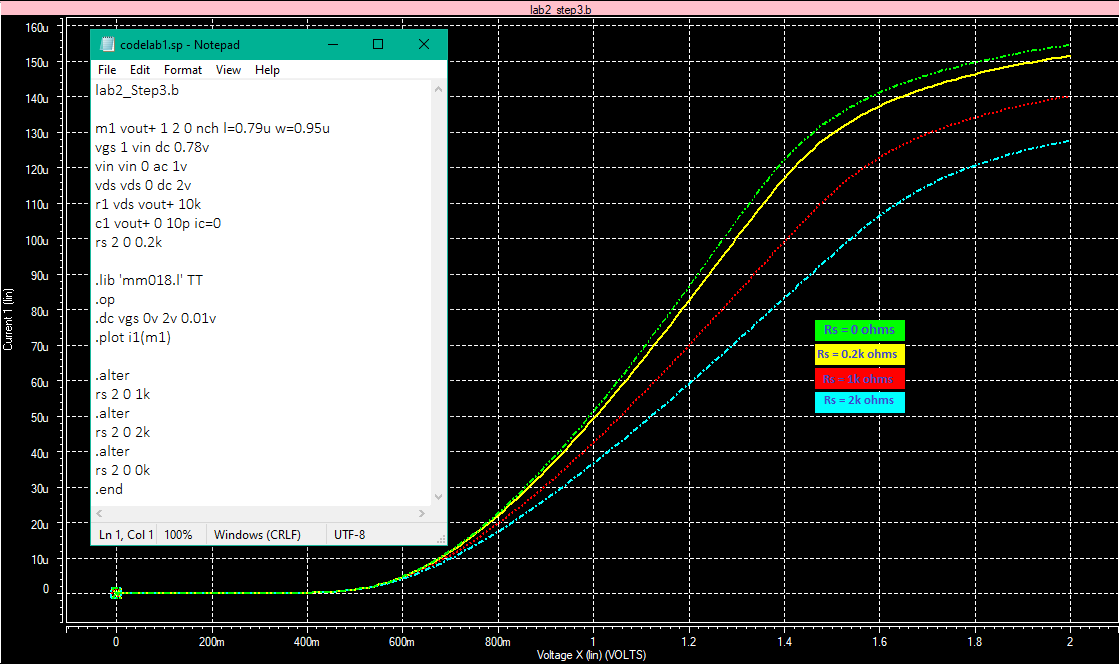 lab2_step3.b
codelab1.sp - Notepad
File Edit Format View Help
lab2_Step3.b
m1 vout+ 1 2 0 nch l=0.79u w=0.95u
vgs 1 vin dc 0.78v
vin vin 0 ac 1v
vds vds 0 dc 2v
r1 vds vout+ 10k
c1 vout+ 0 10p ic=0
rs 2 0 0.2k
.lib 'mm018.l' TT
.op
.dc vgs 0v 2v 0.01v
.plot i1(m1)
.alter
rs 2 0 1k
.alter
rs 2 0 2k
.alter
rs 2 0 0k
.end
Ln 1, Col 1 100% Windows (CRLF) UTF-8
160u
150u
140u
130u
120u
110u
100u
90u
80u
70u
60u
50u
40u
30u
20u
10u
0
Current 1 (lin)
Rs = 0 ohms
Rs = 0.2k ohms
Rs = 1k ohms
Rs = 2k ohms
0 200m 400m 600m 800m 1 1.2 1.4 1.6 1.8 2
Voltage X (lin) (VOLTS)